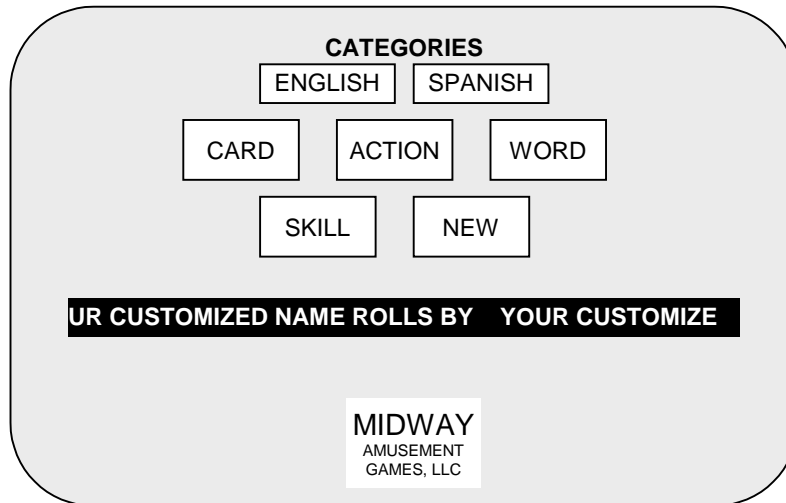 CATEGORIES
ENGLISH SPANISH
CARD ACTION WORD
SKILL NEW
UR CUSTOMIZED NAME ROLLS BY YOUR CUSTOMIZE
MIDWAY
AMUSEMENT
GAMES, LLC